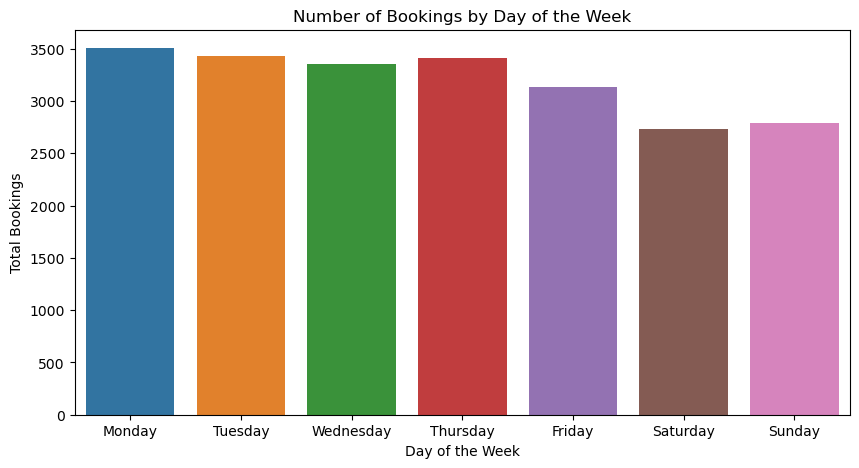 Number of Bookings by Day of the Week
3500
3000
2500
2000
1500
1000
500
0
Total Bookings
Monday Tuesday Wednesday Thursday Friday Saturday Sunday
Day of the Week